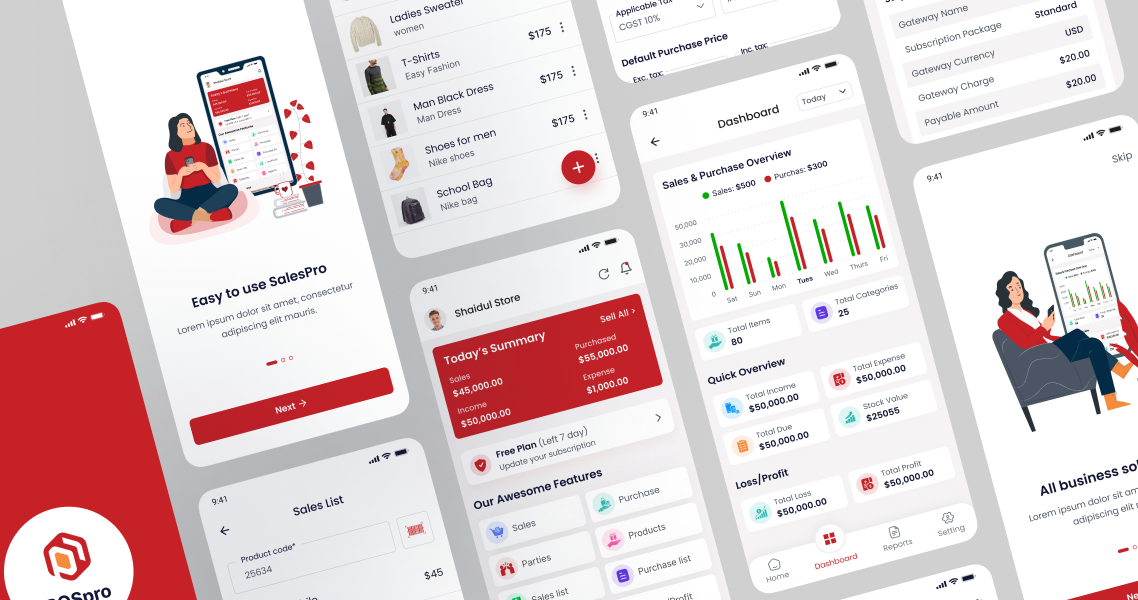 Easy to use SalesPro
Lorem ipsum dolor sit amet, consectetur
adipiscing elit mauris.
Next →
Ladies Sweater
women
T-Shirts
Easy Fashion
$175
Man Black Dress
Man Dress
$175
Shoes for men
Nike shoes
$175
School Bag
Nike bag
+
9:41
Sales List
Product code*
25634
$45
9:41
Shaidul Store
Today's Summary
Sell All >
Sales
$45,000.00
Purchased
$55,000.00
Income
$50,000.00
Expense
$1,000.00
Free Plan (Left 7 day)
Update your subscription
Our Awesome Features
Sales
Purchase
Parties
Products
Sales list
Purchase list
Applicable Tax
CGST 10%
Default Purchase Price
Exc. tax:
Inc. tax:
9:41
Dashboard
Today
Sales & Purchase Overview
Sales: $500
Purchas: $300
50,000
30,000
20,000
10,000
0
Sat
Sun
Mon
Tues
Wed
Thurs
Fri
Total Items
80
Total Categories
25
Quick Overview
Total Income
$50,000.00
Total Expense
$50,000.00
Total Due
$50,000.00
Stock Value
$25055
Loss/Profit
Total Loss
$50,000.00
Total Profit
$50,000.00
Home
Dashboard
Reports
Setting
Gateway Name
Subscription Package
Standard
Gateway Currency
USD
Gateway Charge
$20.00
Payable Amount
$20.00
9:41
Skip
All business so
Lorem ipsum dolor sit am
adipiscing
Ne